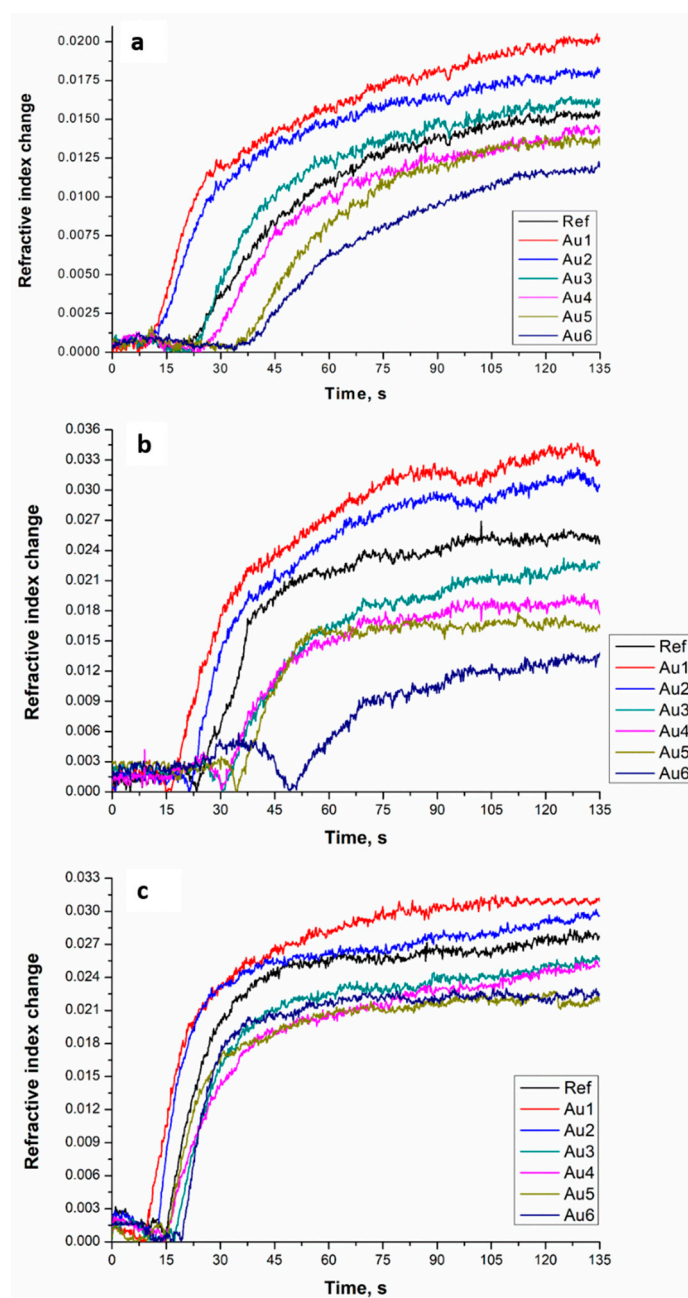 a
0.0200
0.0175
0.0150
0.0125
0.0100
0.0075
0.0050
0.0025
0.0000
Refractive index change
Ref
Au1
Au2
Au3
Au4
Au5
Au6
0 15 30 45 60 75 90 105 120 135
Time, s
b
0.036
0.033
0.030
0.027
0.024
0.021
0.018
0.015
0.012
0.009
0.006
0.003
0.000
Refractive index change
Ref
Au1
Au2
Au3
Au4
Au5
Au6
0 15 30 45 60 75 90 105 120 135
Time, s
c
0.033
0.030
0.027
0.024
0.021
0.018
0.015
0.012
0.009
0.006
0.003
0.000
Refractive index change
Ref
Au1
Au2
Au3
Au4
Au5
Au6
0 15 30 45 60 75 90 105 120 135
Time, s